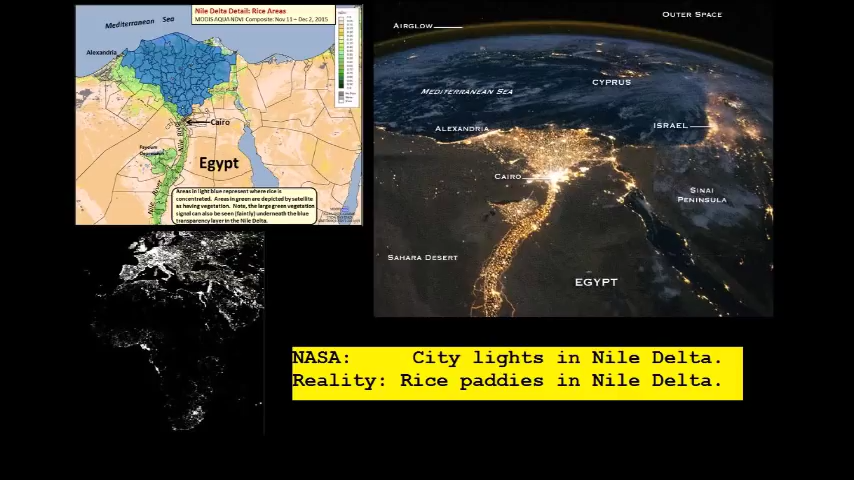 Mediterranean Sea
Nile Delta Detail: Rice Areas
MODIS AQUA NDVI Composite: Nov 11 – Dec 2, 2015
Alexandria
Cairo
Egypt
Areas in light blue represent where rice is
concentrated. Areas in green are depicted by satellite
as having vegetation. Note, the large green vegetation
signal can also be seen (faintly) underneath the blue
transparency layer in the Nile Delta.
OUTER SPACE
AIRGLOW
CYPRUS
MEDITERRANEAN SEA
ISRAEL
ALEXANDRIA
CAIRO
SINAI
PENINSULA
SAHARA DESERT
EGYPT
NASA: City lights in Nile Delta.
Reality: Rice paddies in Nile Delta.